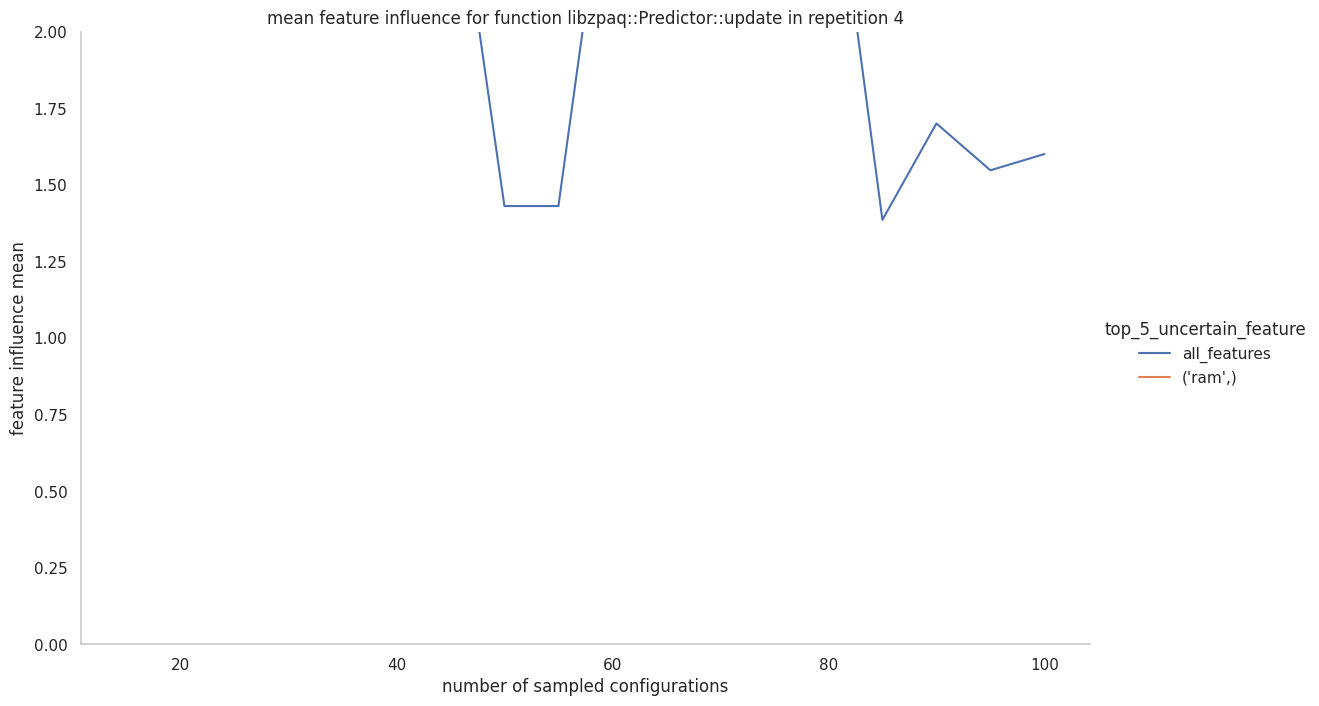 mean feature influence for function libzpaq::Predictor::update in repetition 4
2.00
1.75
1.50
1.25
1.00
0.75
0.50
0.25
0.00
feature influence mean
20 40 60 80 100
number of sampled configurations
top_5_uncertain_feature
all_features
('ram',)